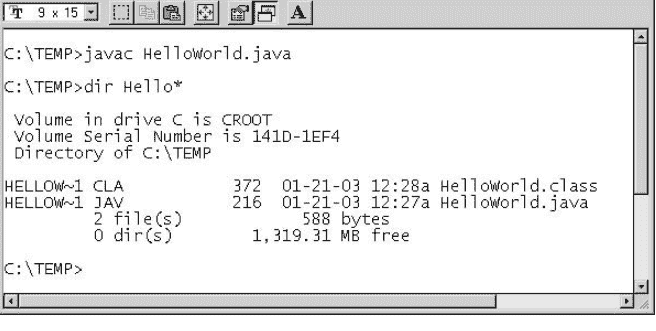 9 x 15
A
C:\TEMP>javac HelloWorld.java
C:\TEMP>dir Hello*
Volume in drive C is CROOT
Volume Serial Number is 141D-1EF4
Directory of C:\TEMP
HELLOW~1 CLA 372 01-21-03 12:28a HelloWorld.class
HELLOW~1 JAV 216 01-21-03 12:27a HelloWorld.java
2 file(s) 588 bytes
0 dir(s) 1,319.31 MB free
C:\TEMP>